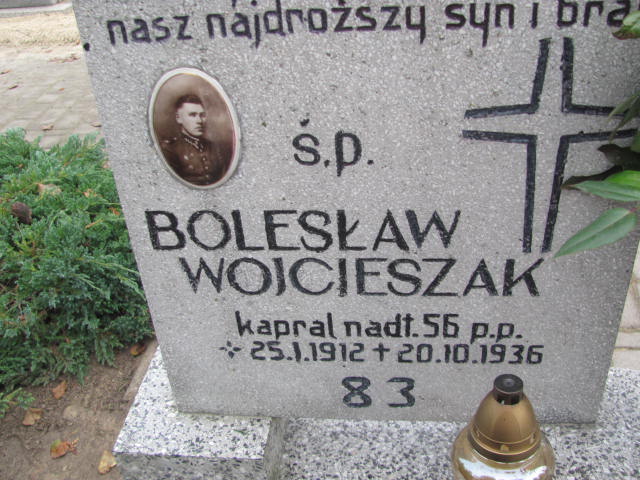 nasz najdroższy syn i bra
ś.p.
BOLESŁAW
WOJCIESZAK
kapral nadt. 56 p.p.
25.1.1912 + 20.10.1936
83